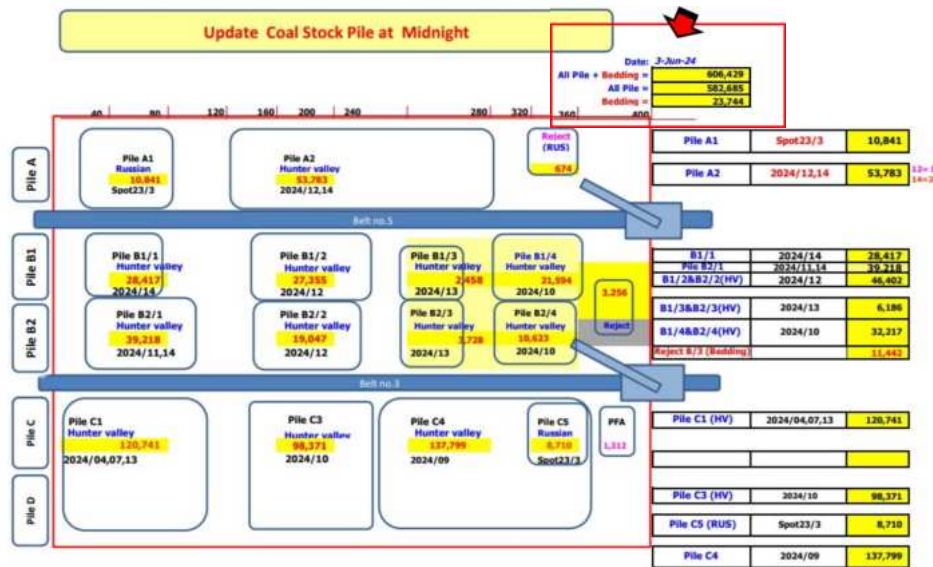 Update Coal Stock Pile at Midnight
Date: 3-Jun-24
All Pile + Bedding = 606,429
All Pile = 582,685
Bedding = 23,744
40 80 120 160 200 240 280 320 360 400
Pile A
Pile A1
Russian
10,841
Spot23/3
Pile A2
Hunter valley
53,783
2024/12,14
Reject
(RUS)
674
Pile A1 Spot23/3 10,841
Pile A2 2024/12,14 53,783
Belt no.5
Pile B1
Pile B1/1
Hunter valley
28,417
2024/14
Pile B1/2
Hunter valley
27,355
2024/12
Pile B1/3
Hunter valley
2,458
2024/13
Pile B1/4
Hunter valley
21,594
2024/10
3,256
Reject
Pile B2
Pile B2/1
Hunter valley
39,218
2024/11,14
Pile B2/2
Hunter valley
19,047
2024/12
Pile B2/3
Hunter valley
3,728
2024/13
Pile B2/4
Hunter valley
10,623
2024/10
B1/1 2024/14 28,417
Pile B2/1 2024/11,14 39,218
B1/2&B2/2(HV) 2024/12 46,402
B1/3&B2/3(HV) 2024/13 6,186
B1/4&B2/4(HV) 2024/10 32,217
Reject B/3 (Bedding) 11,442
Belt no.3
Pile C
Pile C1
Hunter valley
120,741
2024/04,07,13
Pile C3
Hunter valley
98,371
2024/10
Pile C4
Hunter valley
137,799
2024/09
Pile C5
Russian
8,710
Spot23/3
PFA
1,312
Pile D
Pile C1 (HV) 2024/04,07,13 120,741
Pile C3 (HV) 2024/10 98,371
Pile C5 (RUS) Spot23/3 8,710
Pile C4 2024/09 137,799